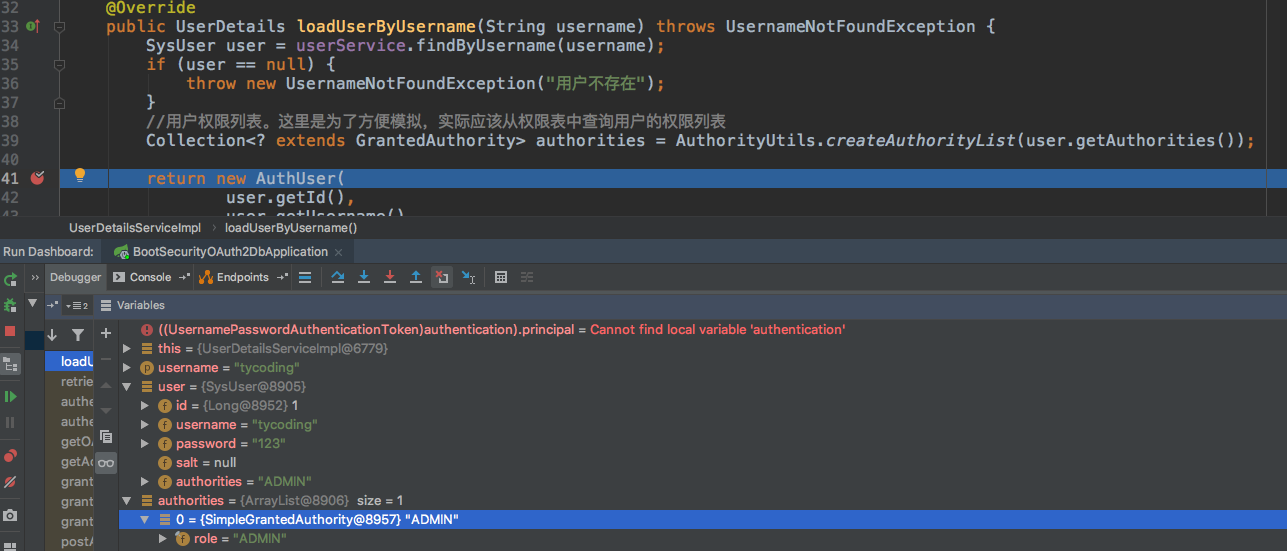 32 @Override
33 public UserDetails loadUserByUsername(String username) throws UsernameNotFoundException {
34 SysUser user = userService.findByUsername(username);
35 if (user == null) {
36 throw new UsernameNotFoundException("用户不存在");
37 }
38 //用户权限列表。这里是为了方便模拟，实际应该从权限表中查询用户的权限列表
39 Collection<? extends GrantedAuthority> authorities = AuthorityUtils.createAuthorityList(user.getAuthorities());
40
41 return new AuthUser(
42 user.getId(),
43 user.getUsername()
UserDetailsServiceImpl › loadUserByUsername()
Run Dashboard: BootSecurityOAuth2DbApplication ×
Debugger Console Endpoints
2 Variables
((UsernamePasswordAuthenticationToken)authentication).principal = Cannot find local variable 'authentication'
this = {UserDetailsServiceImpl@6779}
username = "tycoding"
user = {SysUser@8905}
id = {Long@8952} 1
username = "tycoding"
password = "123"
salt = null
authorities = "ADMIN"
authorities = {ArrayList@8906} size = 1
0 = {SimpleGrantedAuthority@8957} "ADMIN"
role = "ADMIN"
loadU
retrie
authe
authe
getOA
getAc
grant
grant
grant
postA